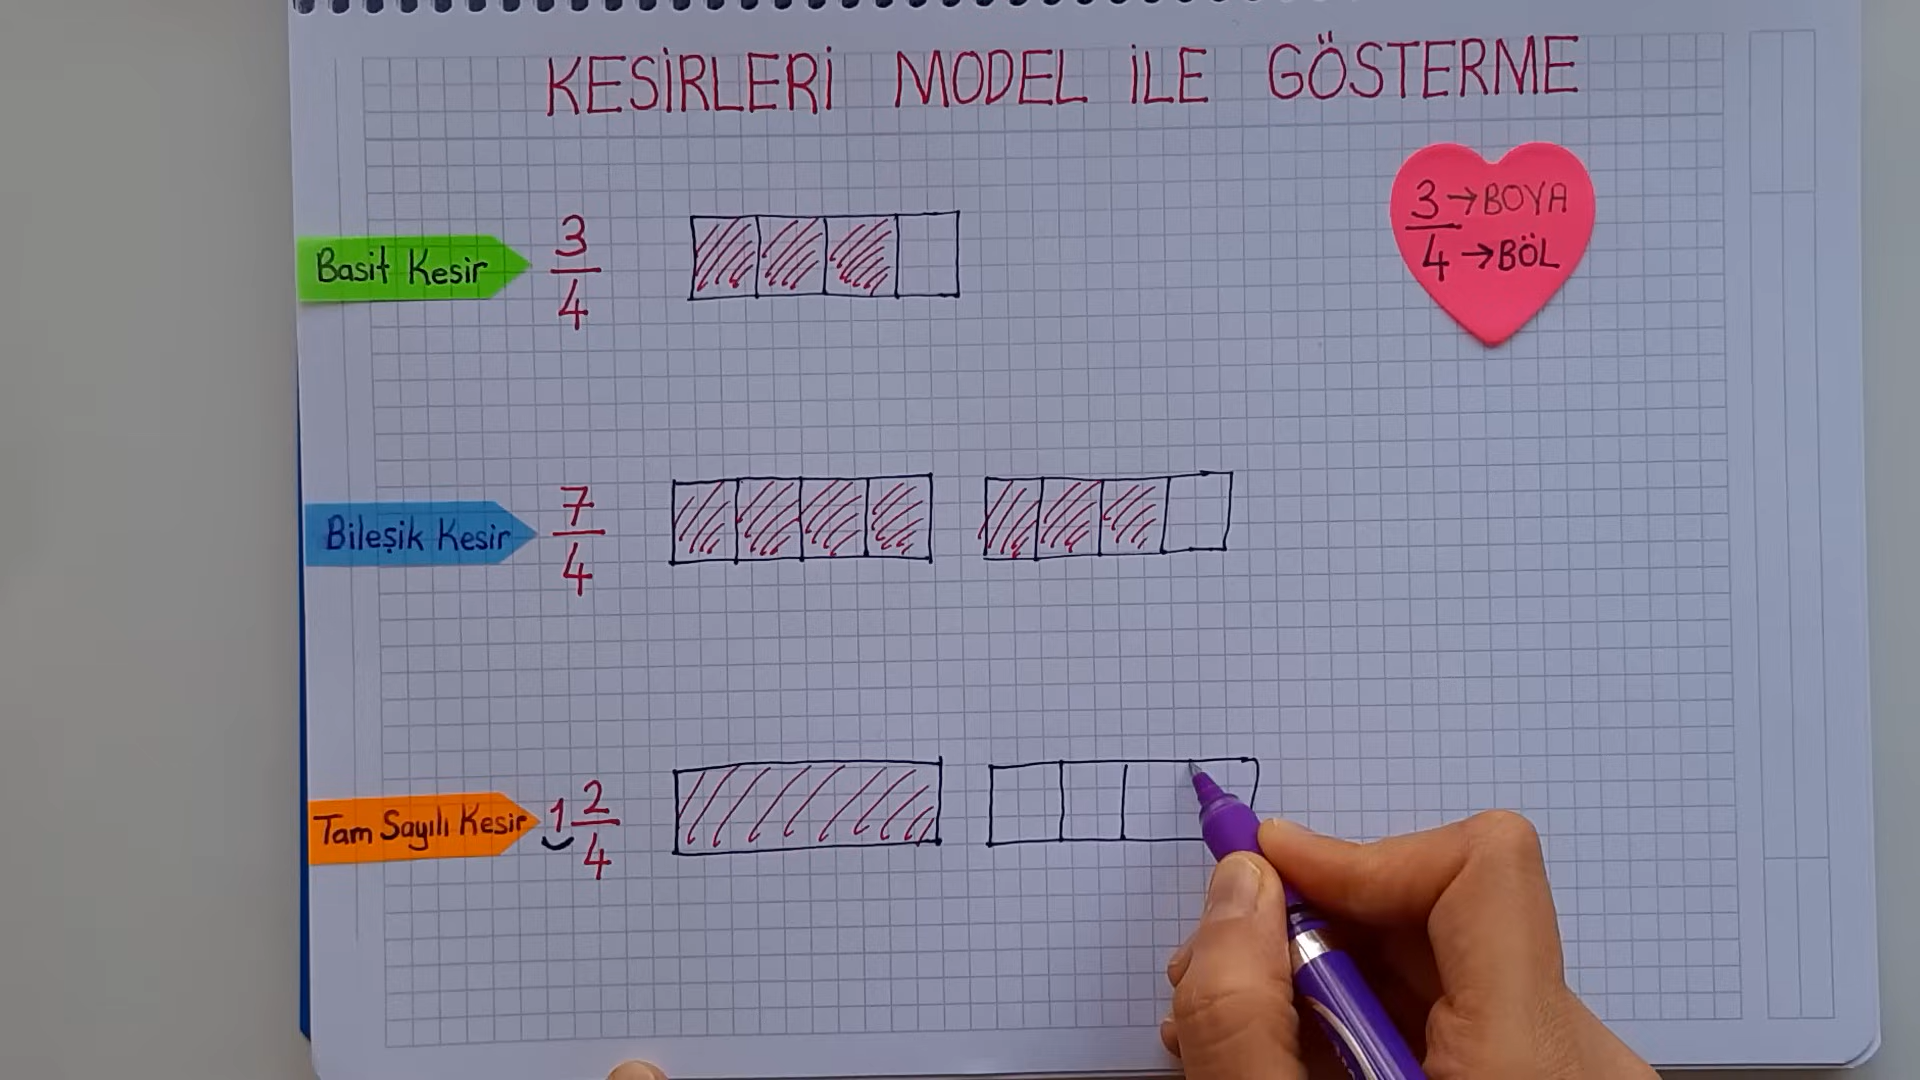 KESİRLERİ MODEL İLE GÖSTERME
3 → BOYA
4 → BÖL
Basit Kesir
3
4
Bileşik Kesir
7
4
Tam Sayılı Kesir
1 2
4